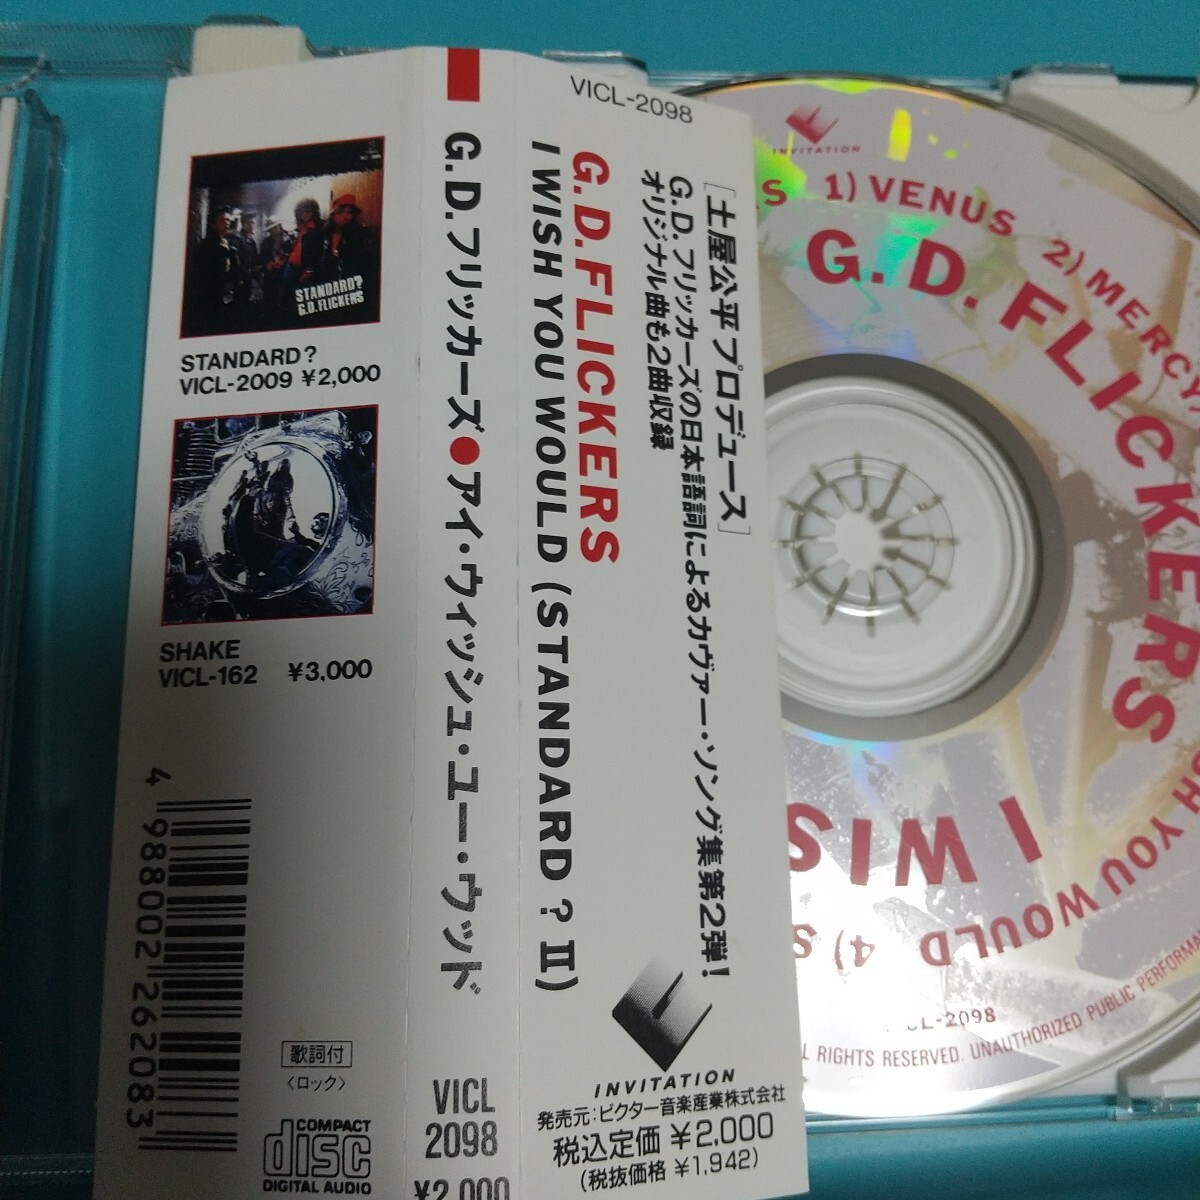 STANDARD?
G.D.FLICKERS
STANDARD?
VICL-2009 ¥2,000
SHAKE
VICL-162 ¥3,000
4 988002 262083
歌詞付
〈ロック〉
COMPACT
disc
DIGITAL AUDIO
G.D.フリッカーズ●アイ・ウィッシュ・ユー・ウッド
VICL
2098
¥2,000
VICL-2098
[土屋公平プロデュース]
G.D.フリッカーズの日本語詞によるカヴァー・ソング集第2弾!
オリジナル曲も2曲収録
G.D.FLICKERS
I WISH YOU WOULD (STANDARD? II)
INVITATION
発売元:ビクター音楽産業株式会社
税込定価 ¥2,000
(税抜価格 ¥1,942)
INVITATION
1) VENUS 2) MERCY
YOU WOULD 4) S
G.D.FLICKERS
I WIS
CL-2098
L RIGHTS RESERVED. UNAUTHORIZED PUBLIC PERFORMA